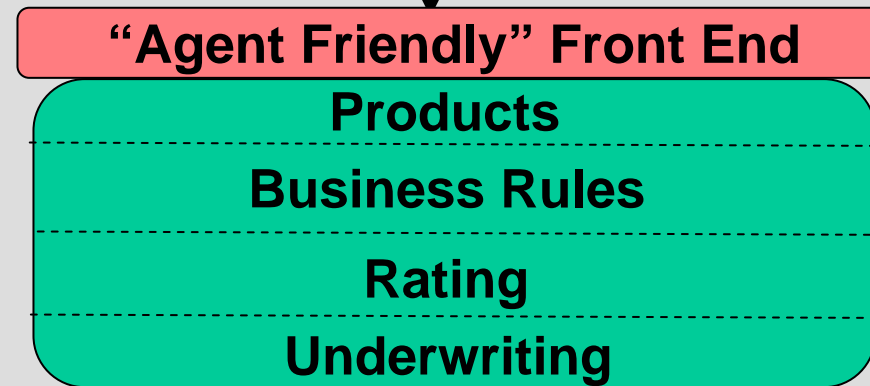 “Agent Friendly” Front End
Products
Business Rules
Rating
Underwriting